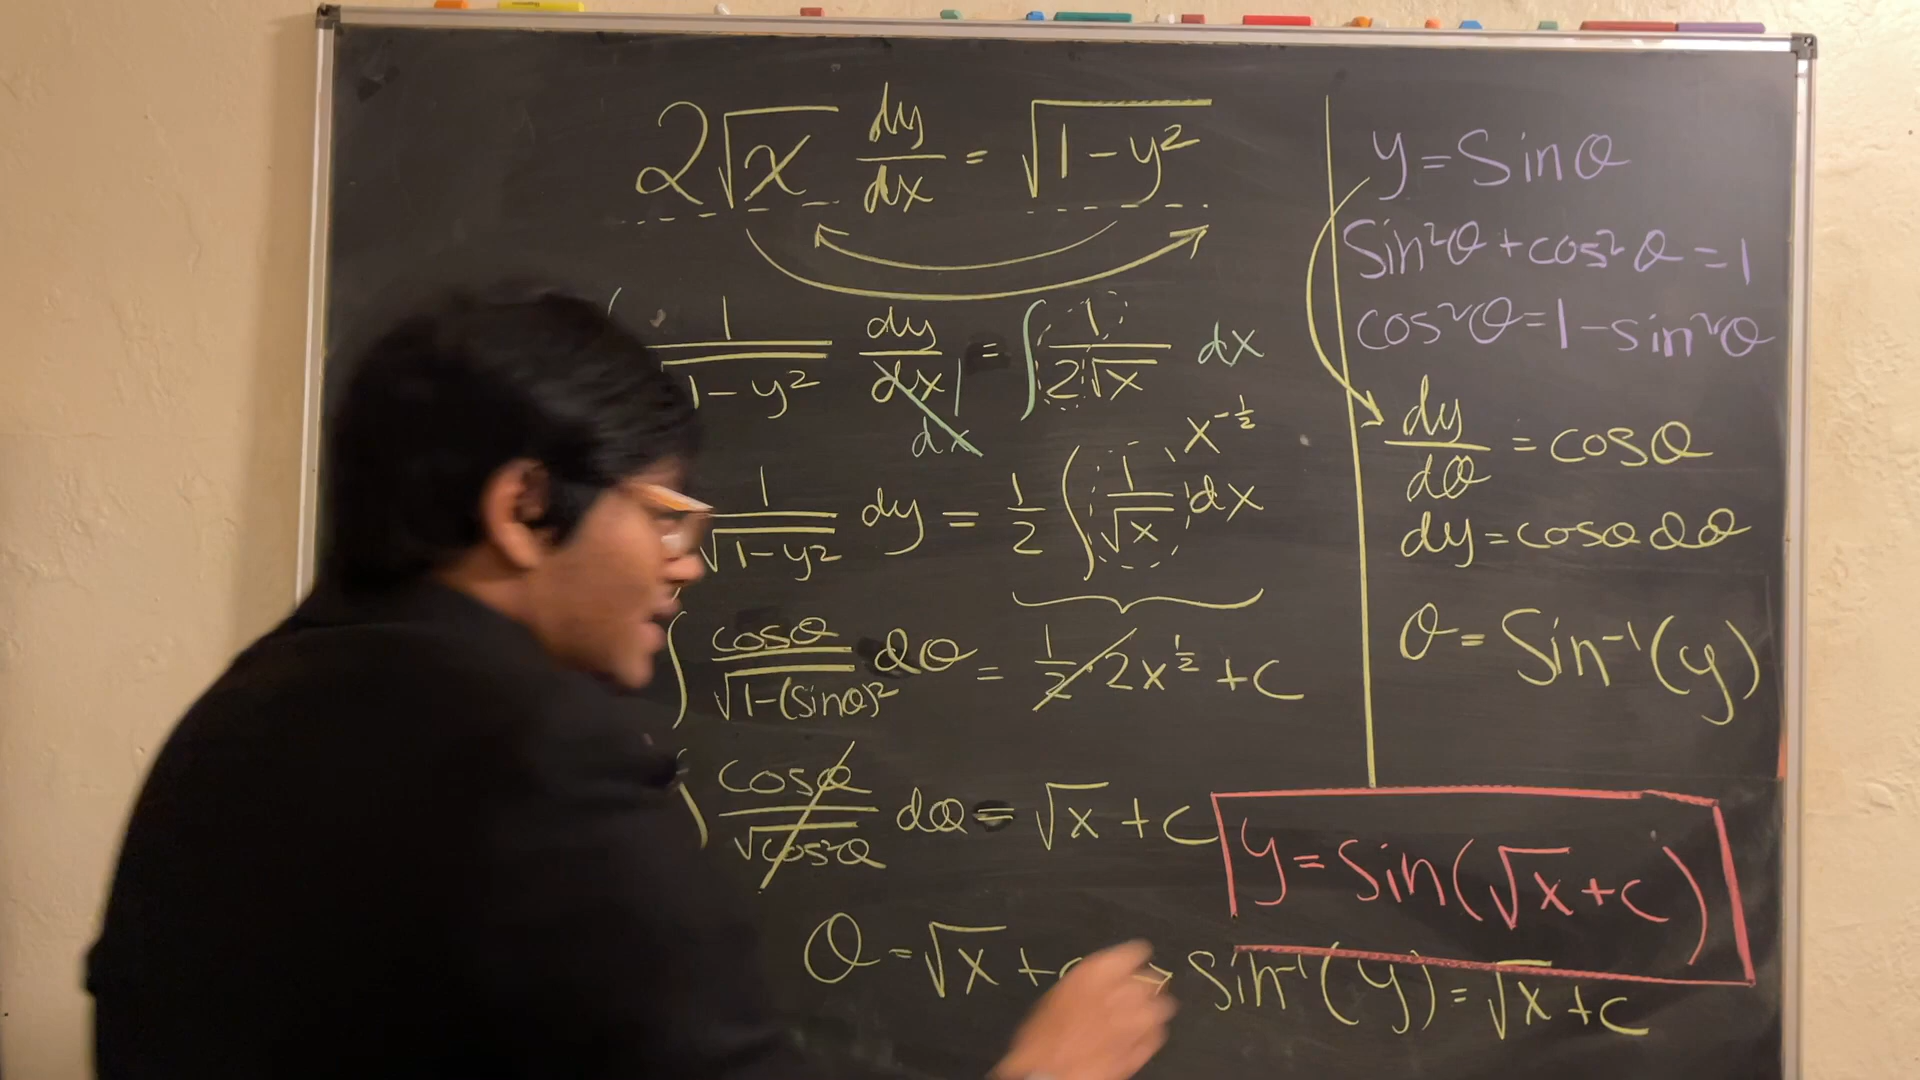 2√x dy/dx = √1-y²
1/1-y² dy/dx = ∫ 1/2√x dx
dx
x^-1/2
1/√1-y² dy = 1/2 ∫ 1/√x dx
∫ cosθ/√1-(sinθ)² dθ = 1/2·2x^1/2 + c
∫ cosθ/√cos²θ dθ = √x + c
θ = √x +
sin⁻¹(y) = √x + c
y = sinθ
sin²θ + cos²θ = 1
cos²θ = 1 - sin²θ
dy/dθ = cosθ
dy = cosθ dθ
θ = sin⁻¹(y)
y = sin(√x + c)